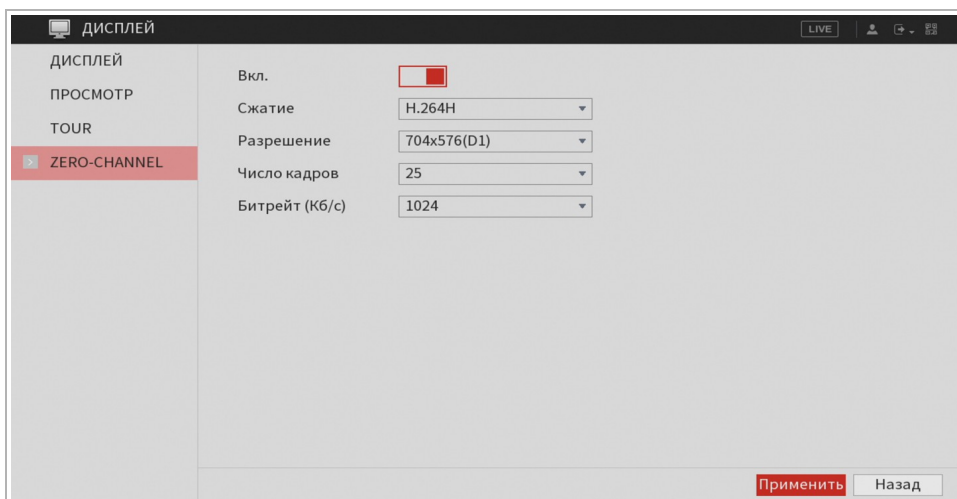 ДИСПЛЕЙ
LIVE
ДИСПЛЕЙ
ПРОСМОТР
TOUR
ZERO-CHANNEL
Вкл.
Сжатие H.264H
Разрешение 704x576(D1)
Число кадров 25
Битрейт (Кб/с) 1024
Применить Назад